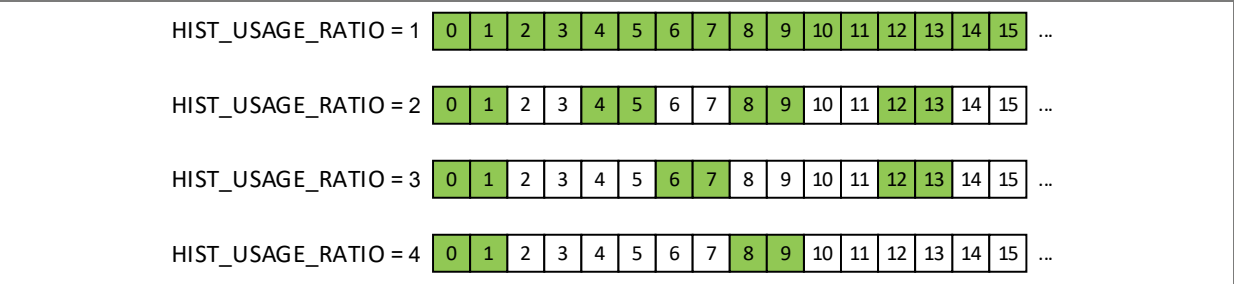 HIST_USAGE_RATIO = 1 0 1 2 3 4 5 6 7 8 9 10 11 12 13 14 15 ...
HIST_USAGE_RATIO = 2 0 1 2 3 4 5 6 7 8 9 10 11 12 13 14 15 ...
HIST_USAGE_RATIO = 3 0 1 2 3 4 5 6 7 8 9 10 11 12 13 14 15 ...
HIST_USAGE_RATIO = 4 0 1 2 3 4 5 6 7 8 9 10 11 12 13 14 15 ...